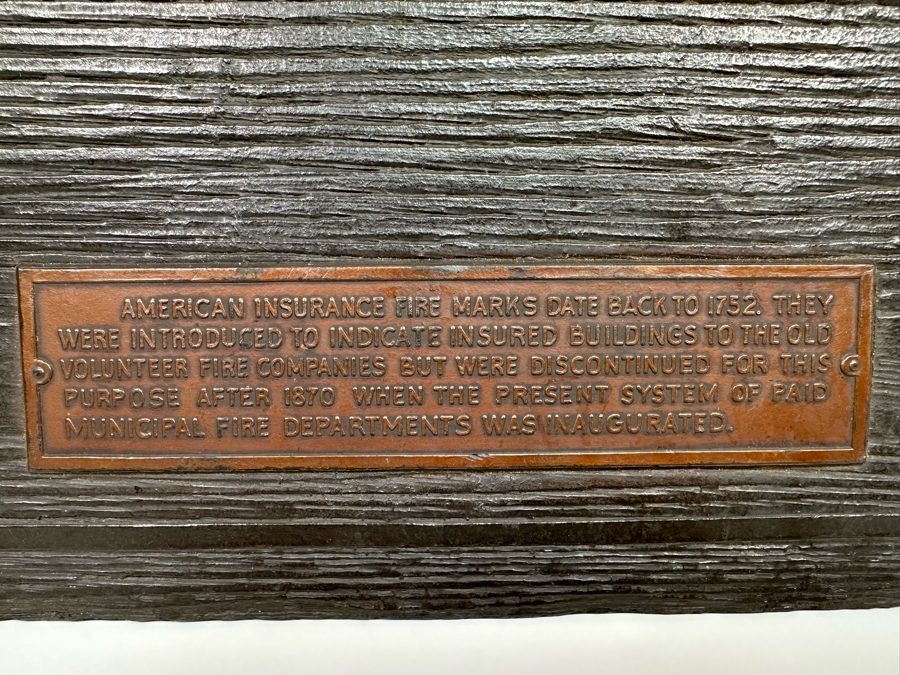 AMERICAN INSURANCE FIRE MARKS DATE BACK TO 1752. THEY
WERE INTRODUCED TO INDICATE INSURED BUILDINGS TO THE OLD
VOLUNTEER FIRE COMPANIES BUT WERE DISCONTINUED FOR THIS
PURPOSE AFTER 1870 WHEN THE PRESENT SYSTEM OF PAID
MUNICIPAL FIRE DEPARTMENTS WAS INAUGURATED.